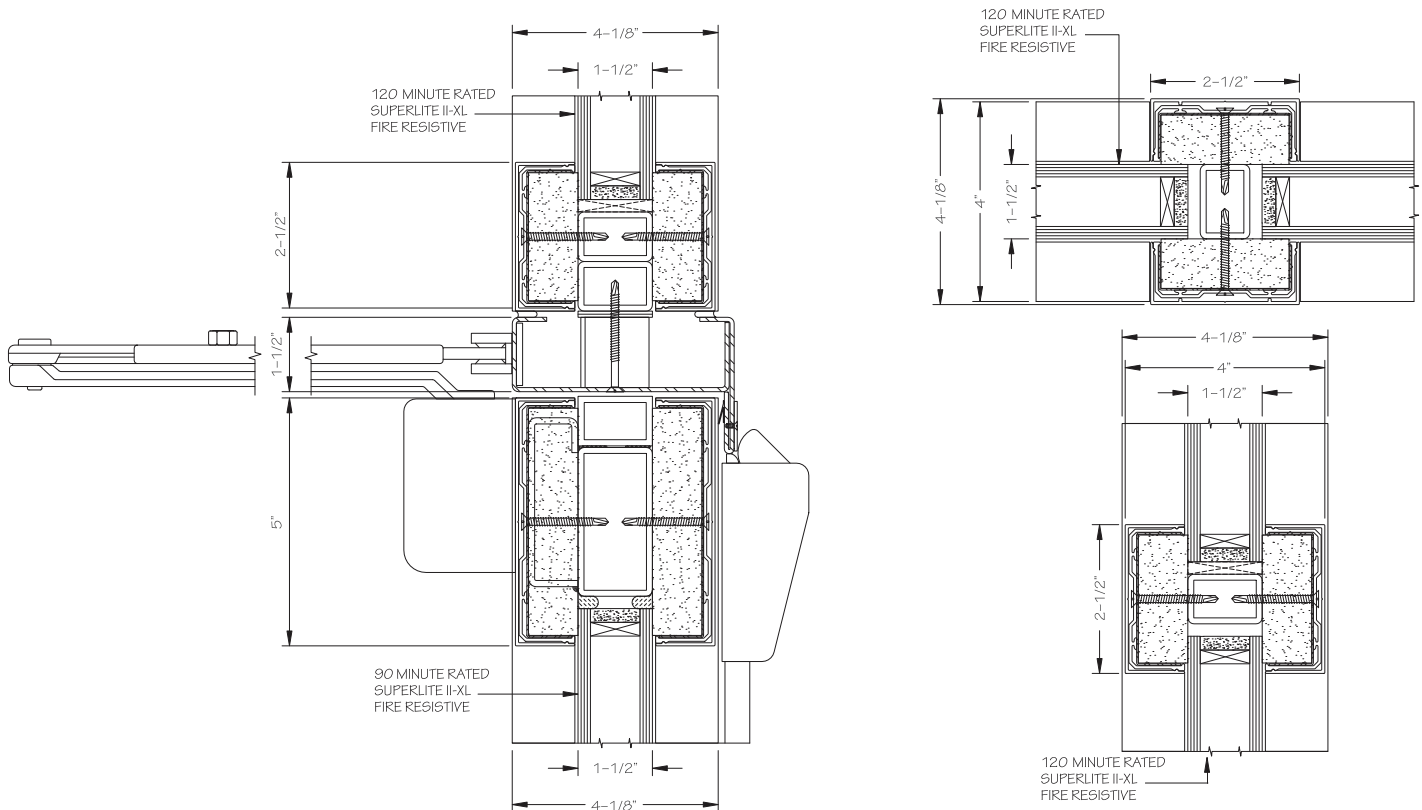 4-1/8"
1-1/2"
120 MINUTE RATED
SUPERLITE II-XL
FIRE RESISTIVE
2-1/2"
1-1/2"
5"
90 MINUTE RATED
SUPERLITE II-XL
FIRE RESISTIVE
1-1/2"
4-1/8"
120 MINUTE RATED
SUPERLITE II-XL
FIRE RESISTIVE
2-1/2"
4-1/8"
4"
1-1/2"
4-1/8"
4"
1-1/2"
2-1/2"
120 MINUTE RATED
SUPERLITE II-XL
FIRE RESISTIVE